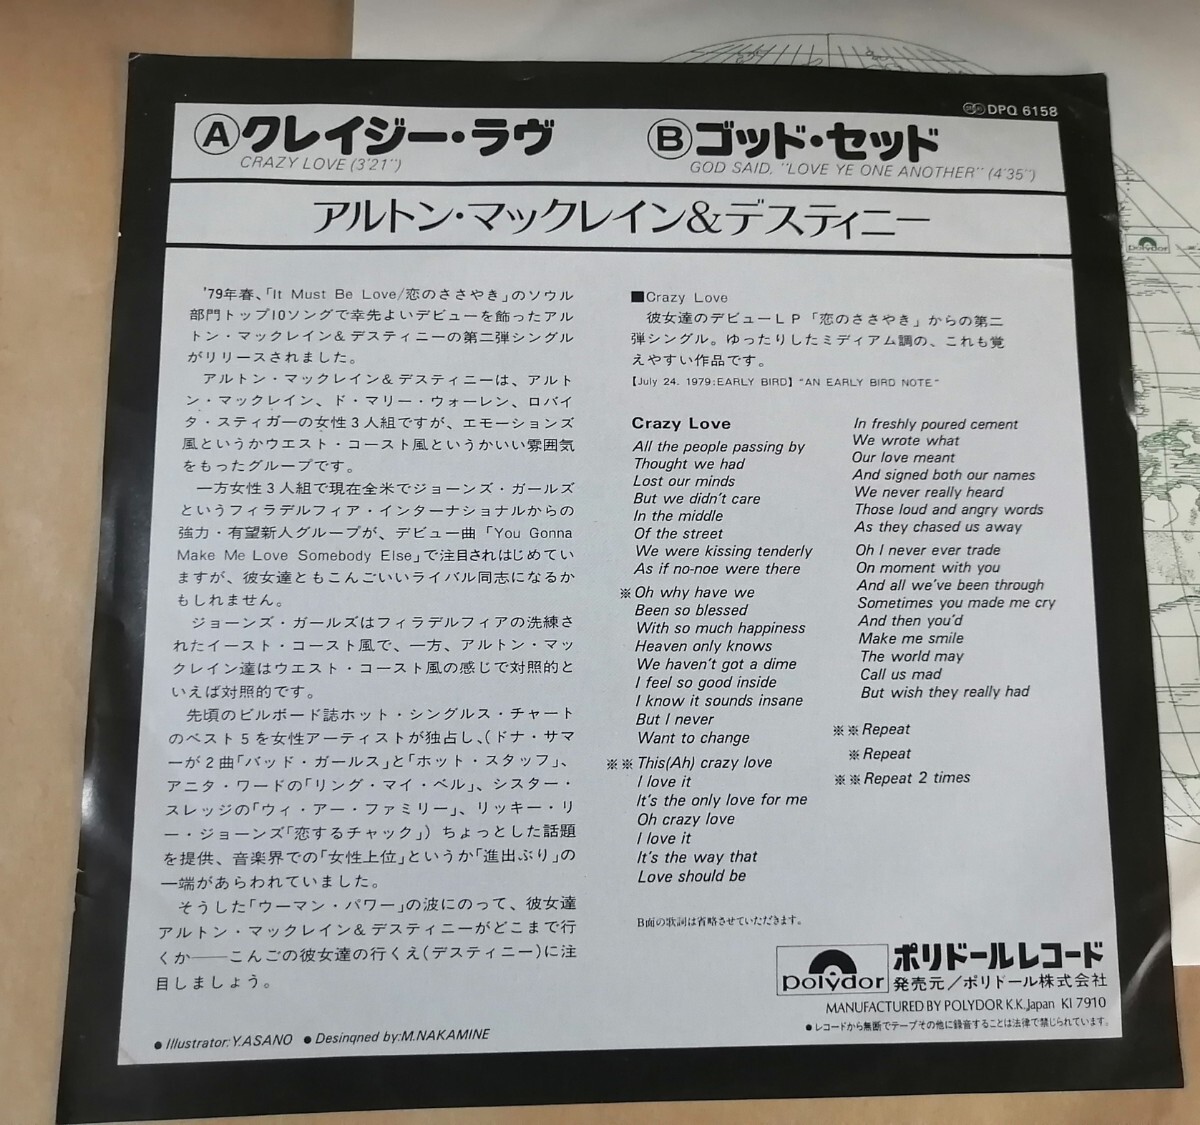 DPQ 6158
Ⓐクレイジー・ラヴ
CRAZY LOVE (3'21")
Ⓑゴッド・セッド
GOD SAID, "LOVE YE ONE ANOTHER" (4'35")
アルトン・マックレイン&デスティニー
'79年春、「It Must Be Love/恋のささやき」のソウル
部門トップ10ソングで幸先よいデビューを飾ったアル
トン・マックレイン&デスティニーの第二弾シングル
がリリースされました。
アルトン・マックレイン&デスティニーは、アルト
ン・マックレイン、ド・マリー・ウォーレン、ロバイ
タ・スティガーの女性3人組ですが、エモーションズ
風というかウエスト・コースト風というかいい雰囲気
をもったグループです。
一方女性3人組で現在全米でジョーンズ・ガールズ
というフィラデルフィア・インターナショナルからの
強力・有望新人グループが、デビュー曲「You Gonna
Make Me Love Somebody Else」で注目されはじめてい
ますが、彼女達ともこんごいいライバル同志になるか
もしれません。
ジョーンズ・ガールズはフィラデルフィアの洗練さ
れたイースト・コースト風で、一方、アルトン・マッ
クレイン達はウエスト・コースト風の感じで対照的と
いえば対照的です。
先頃のビルボード誌ホット・シングルス・チャート
のベスト5を女性アーティストが独占し、(ドナ・サマ
ーが2曲「バッド・ガールス」と「ホット・スタッフ」、
アニタ・ワードの「リング・マイ・ベル」、シスター・
スレッジの「ウィ・アー・ファミリー」、リッキー・リ
ー・ジョーンズ「恋するチャック」) ちょっとした話題
を提供、音楽界での「女性上位」というか「進出ぶり」の
一端があらわれていました。
そうした「ウーマン・パワー」の波にのって、彼女達
アルトン・マックレイン&デスティニーがどこまで行
くか——こんごの彼女達の行くえ(デスティニー)に注
目しましょう。
● Illustrator: Y.ASANO ● Desinqned by: M.NAKAMINE
■Crazy Love
彼女達のデビューLP「恋のささやき」からの第二
弾シングル。ゆったりしたミディアム調の、これも覚
えやすい作品です。
【July 24. 1979: EARLY BIRD】 "AN EARLY BIRD NOTE"
Crazy Love
All the people passing by
Thought we had
Lost our minds
But we didn't care
In the middle
Of the street
We were kissing tenderly
As if no-noe were there
※Oh why have we
Been so blessed
With so much happiness
Heaven only knows
We haven't got a dime
I feel so good inside
I know it sounds insane
But I never
Want to change
※※This(Ah) crazy love
I love it
It's the only love for me
Oh crazy love
I love it
It's the way that
Love should be
In freshly poured cement
We wrote what
Our love meant
And signed both our names
We never really heard
Those loud and angry words
As they chased us away
Oh I never ever trade
On moment with you
And all we've been through
Sometimes you made me cry
And then you'd
Make me smile
The world may
Call us mad
But wish they really had
※※Repeat
※Repeat
※※Repeat 2 times
B面の歌詞は省略させていただきます。
polydor
ポリドールレコード
発売元/ポリドール株式会社
MANUFACTURED BY POLYDOR K.K. Japan KI 7910
●レコードから無断でテープその他に録音することは法律で禁じられています。
polydor